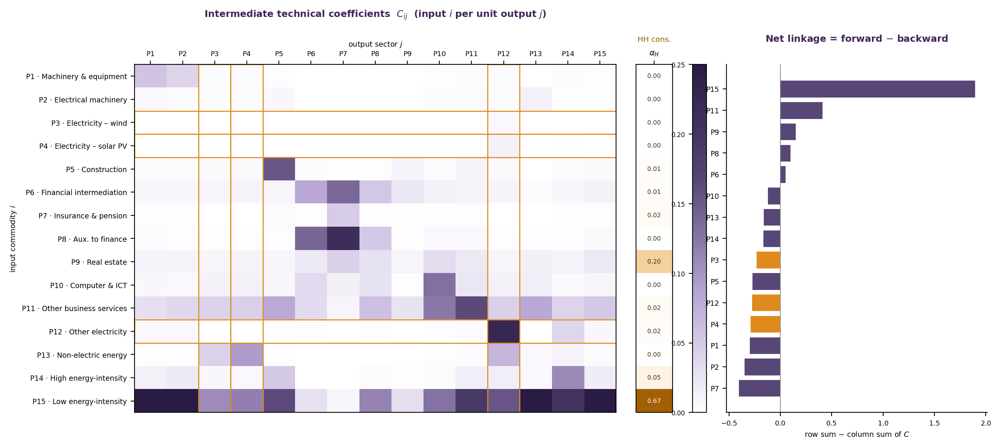 Intermediate technical coefficients C_ij (input i per unit output j)
output sector j
P1 P2 P3 P4 P5 P6 P7 P8 P9 P10 P11 P12 P13 P14 P15
input commodity i
P1 · Machinery & equipment
P2 · Electrical machinery
P3 · Electricity – wind
P4 · Electricity – solar PV
P5 · Construction
P6 · Financial intermediation
P7 · Insurance & pension
P8 · Aux. to finance
P9 · Real estate
P10 · Computer & ICT
P11 · Other business services
P12 · Other electricity
P13 · Non-electric energy
P14 · High energy-intensity
P15 · Low energy-intensity
HH cons.
α_H
0.00
0.00
0.00
0.00
0.01
0.01
0.02
0.00
0.20
0.00
0.02
0.02
0.00
0.05
0.67
0.25
0.20
0.15
0.10
0.05
0.00
Net linkage = forward − backward
P15
P11
P9
P8
P6
P10
P13
P14
P3
P5
P12
P4
P1
P2
P7
−0.5 0.0 0.5 1.0 1.5 2.0
row sum − column sum of C